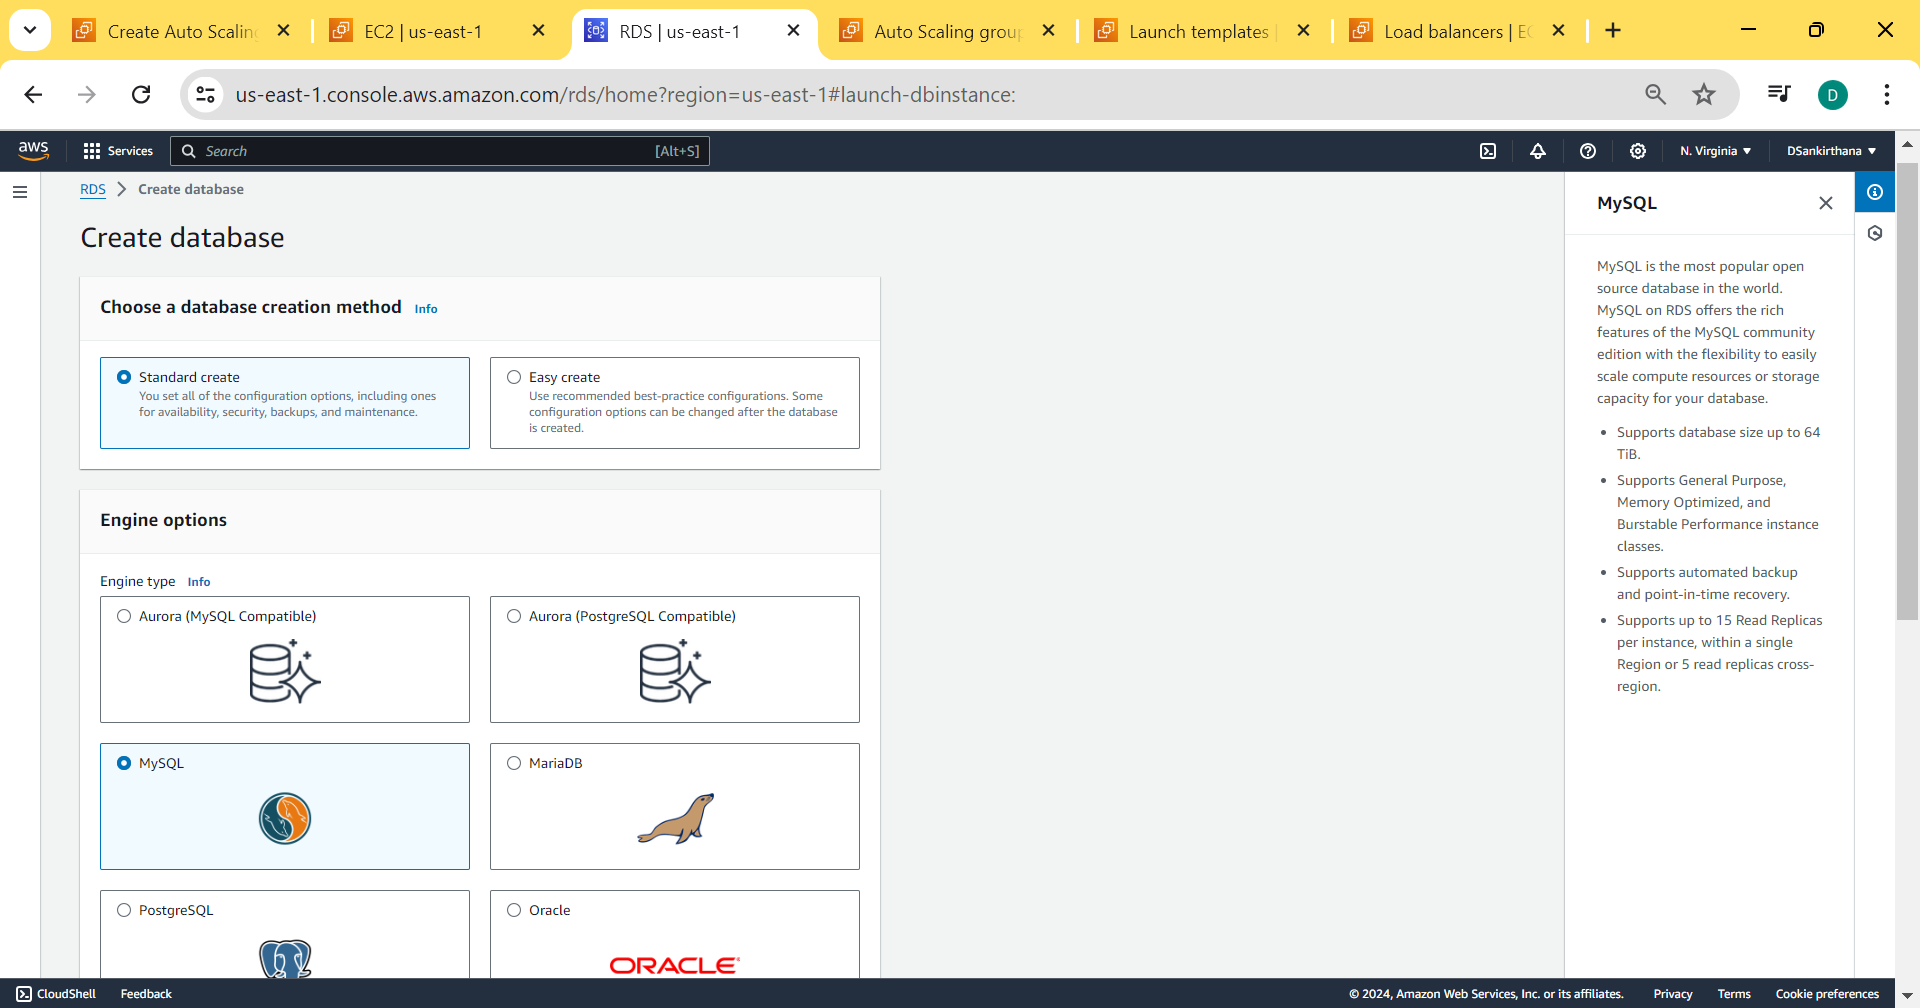 Create Auto Scaling
EC2 | us-east-1
RDS | us-east-1
Auto Scaling grou
Launch templates |
Load balancers | EC
us-east-1.console.aws.amazon.com/rds/home?region=us-east-1#launch-dbinstance:
D
aws
Services
Search
[Alt+S]
N. Virginia
DSankirthana
RDS
Create database
Create database
Choose a database creation method Info
Standard create
You set all of the configuration options, including ones
for availability, security, backups, and maintenance.
Easy create
Use recommended best-practice configurations. Some
configuration options can be changed after the database
is created.
Engine options
Engine type Info
Aurora (MySQL Compatible)
Aurora (PostgreSQL Compatible)
MySQL
MariaDB
PostgreSQL
Oracle
ORACLE
MySQL
MySQL is the most popular open
source database in the world.
MySQL on RDS offers the rich
features of the MySQL community
edition with the flexibility to easily
scale compute resources or storage
capacity for your database.
• Supports database size up to 64
TiB.
• Supports General Purpose,
Memory Optimized, and
Burstable Performance instance
classes.
• Supports automated backup
and point-in-time recovery.
• Supports up to 15 Read Replicas
per instance, within a single
Region or 5 read replicas cross-
region.
CloudShell
Feedback
© 2024, Amazon Web Services, Inc. or its affiliates.
Privacy
Terms
Cookie preferences